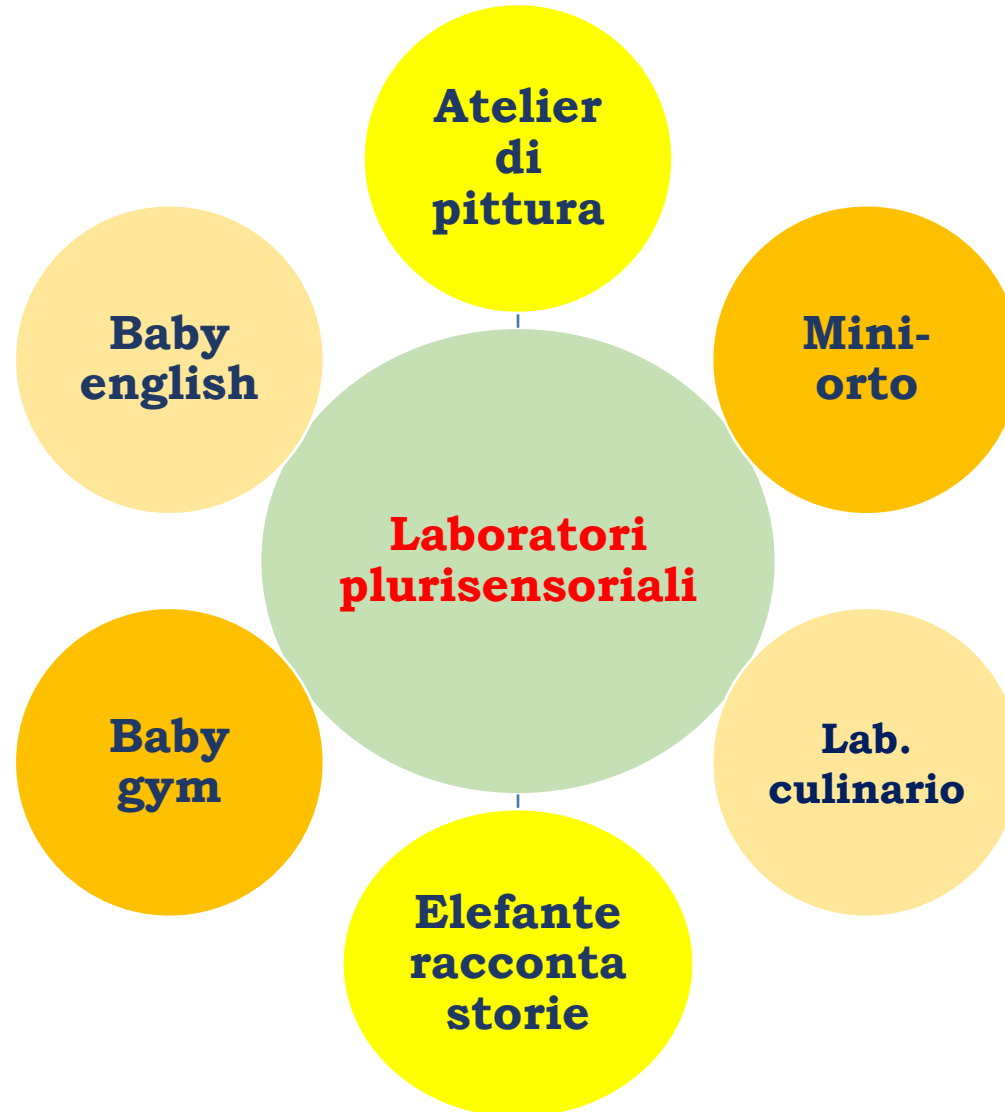 Atelier
di
pittura
Baby
english
Mini-
orto
Laboratori
plurisensoriali
Baby
gym
Lab.
culinario
Elefante
racconta
storie